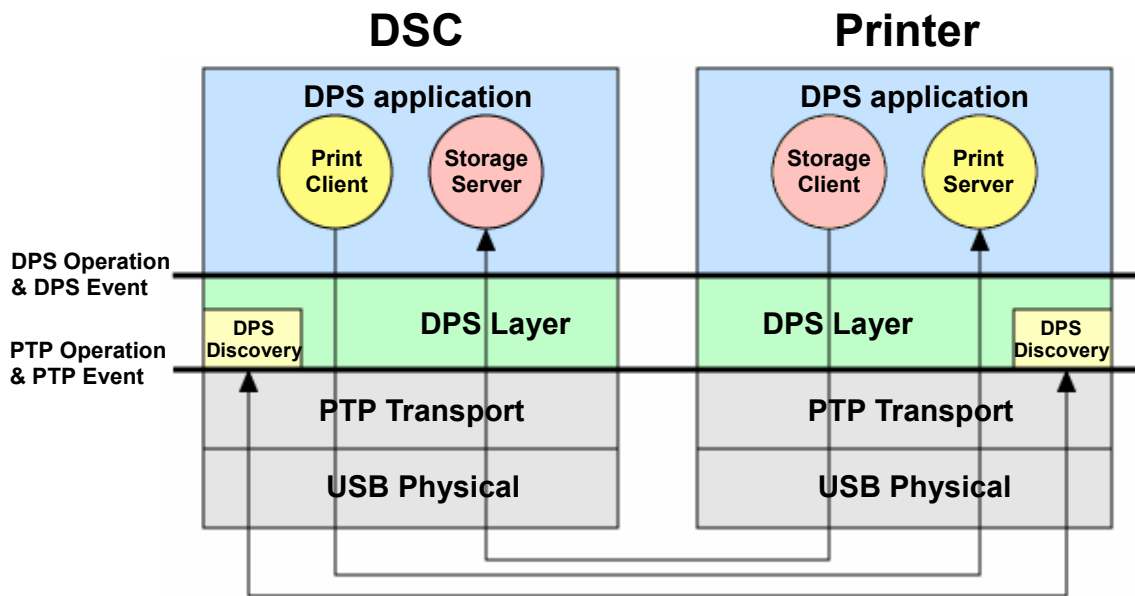 DSC
Printer
DPS application
DPS application
Print
Client
Storage
Server
Storage
Client
Print
Server
DPS Operation
& DPS Event
DPS Layer
DPS Layer
DPS
Discovery
DPS
Discovery
PTP Operation
& PTP Event
PTP Transport
PTP Transport
USB Physical
USB Physical